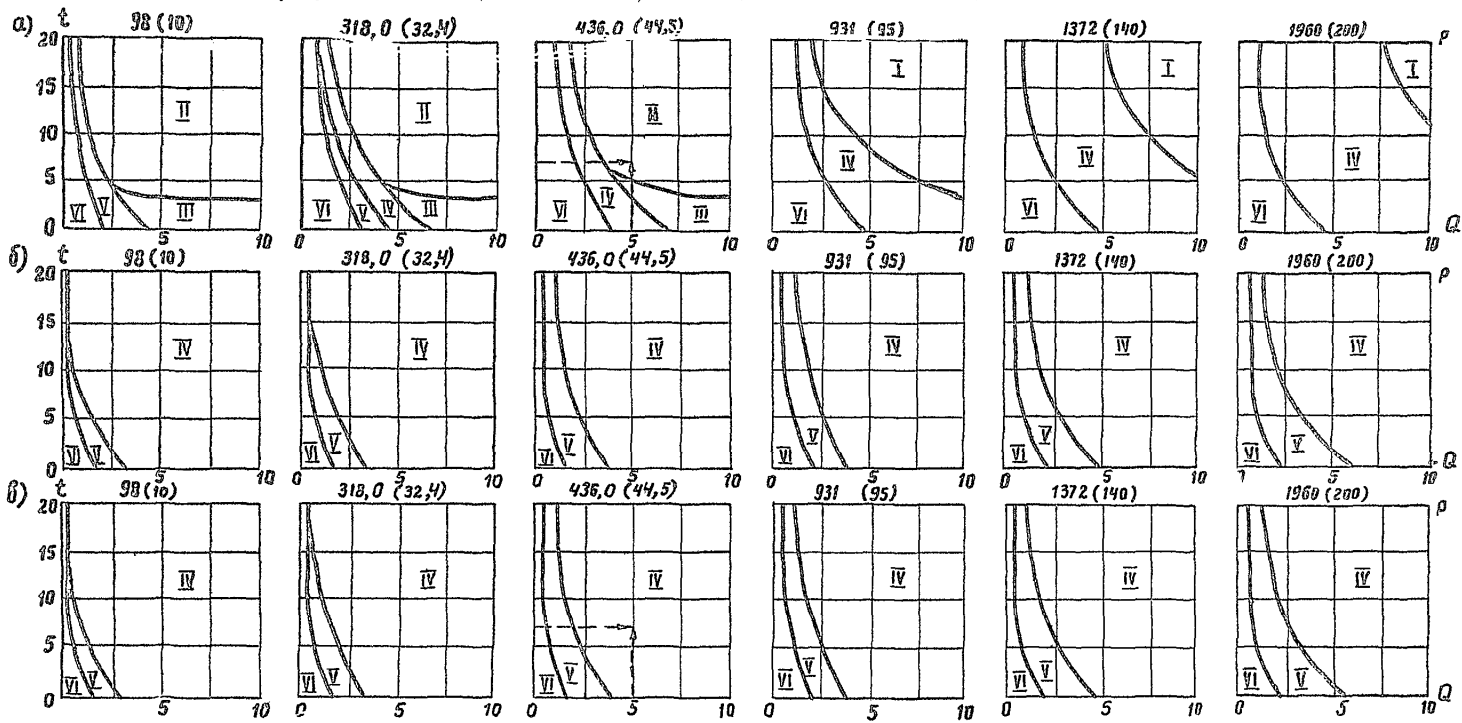 а) t 98 (10) 318,0 (32,4) 436,0 (44,5) 931 (95) 1372 (140) 1960 (200) P
20
15
10
5
0
II II II I I I
IV IV IV
VI V III VI V IV III VI IV III VI VI VI
5 10 0 5 10 0 5 10 0 5 10 0 5 10 0 5 10 Q
б) t 98 (10) 318,0 (32,4) 436,0 (44,5) 931 (95) 1372 (140) 1960 (200) P
20
15
10
5
0
IV IV IV IV IV IV
VI V VI V VI V VI V VI V VI V
5 10 0 5 10 0 5 10 0 5 10 0 5 10 5 10 Q
б) t 98 (10) 318,0 (32,4) 436,0 (44,5) 931 (95) 1372 (140) 1960 (200) P
20
15
10
5
0
IV IV IV IV IV IV
VI V VI V VI V VI V VI V VI V
5 10 0 5 10 0 5 10 0 5 10 0 5 10 0 5 10 Q